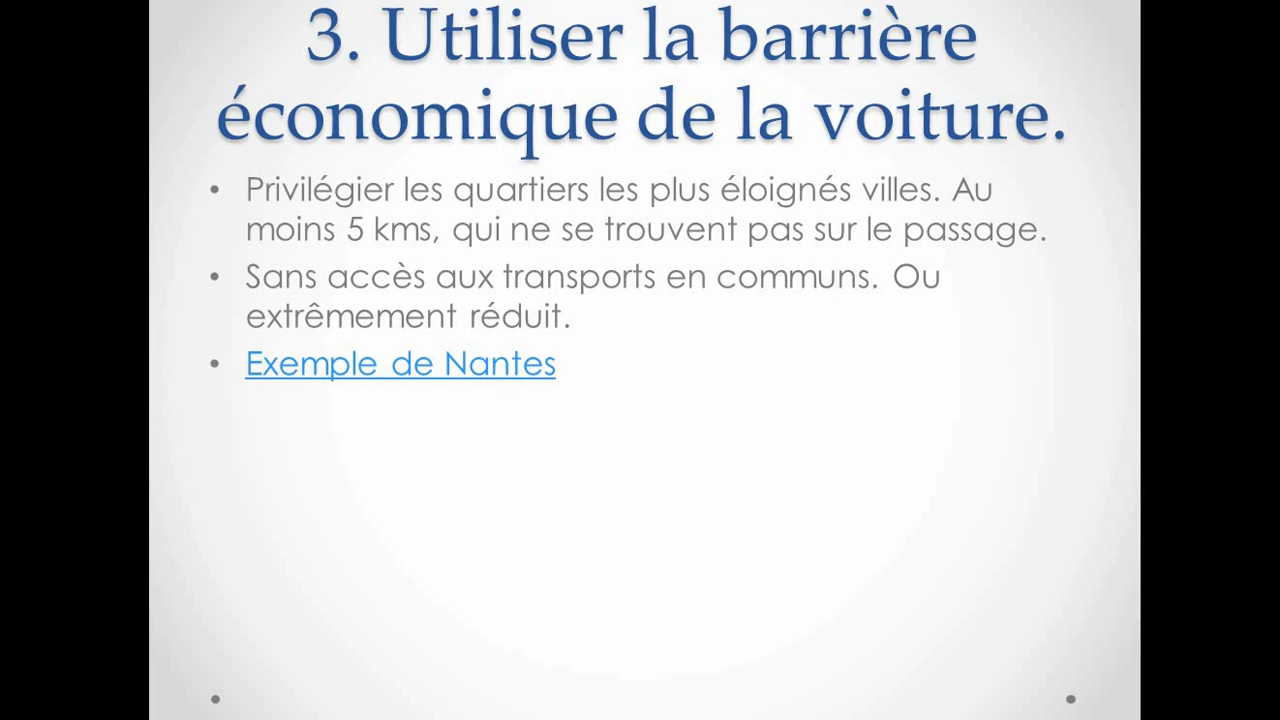 3. Utiliser la barrière
économique de la voiture.
• Privilégier les quartiers les plus éloignés villes. Au
moins 5 kms, qui ne se trouvent pas sur le passage.
• Sans accès aux transports en communs. Ou
extrêmement réduit.
• Exemple de Nantes